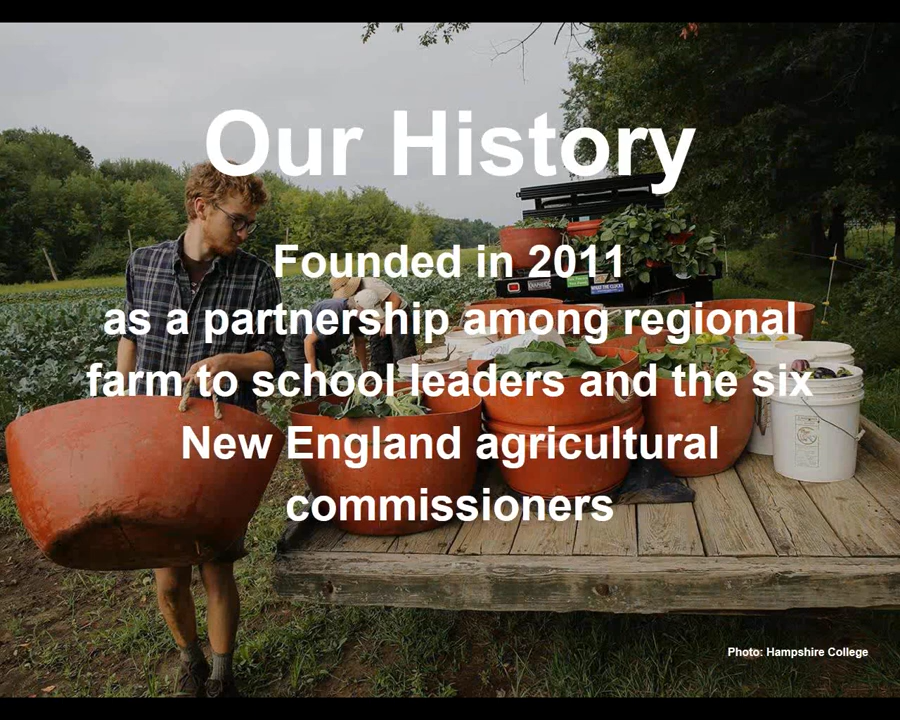 Our History
Founded in 2011
as a partnership among regional
farm to school leaders and the six
New England agricultural
commissioners
Photo: Hampshire College